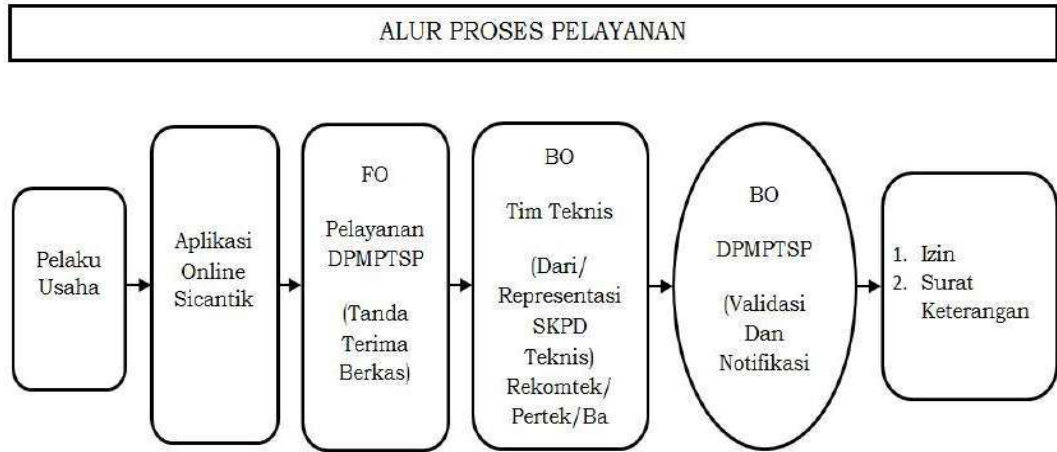 ALUR PROSES PELAYANAN
Pelaku
Usaha
Aplikasi
Online
Sicantik
FO
Pelayanan
DPMPTSP
(Tanda
Terima
Berkas)
BO
Tim Teknis
(Dari/
Representasi
SKPD
Teknis)
Rekomtek/
Pertek/Ba
BO
DPMPTSP
(Validasi
Dan
Notifikasi
1. Izin
2. Surat
Keterangan